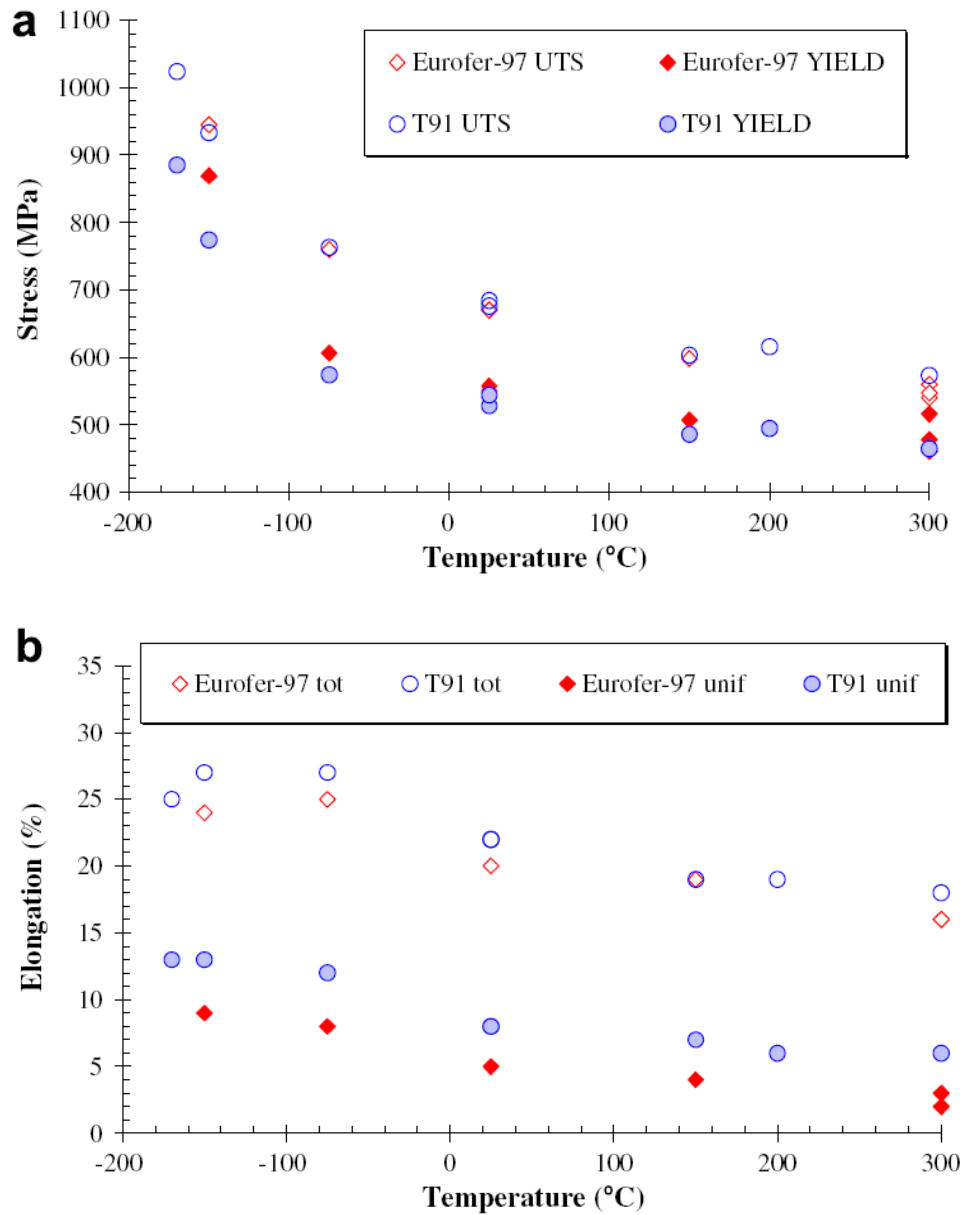 a
1100
1000
900
800
700
600
500
400
Stress (MPa)
Eurofer-97 UTS Eurofer-97 YIELD
T91 UTS T91 YIELD
-200 -100 0 100 200 300
Temperature (°C)
b
35
30
25
20
15
10
5
0
Elongation (%)
Eurofer-97 tot T91 tot Eurofer-97 unif T91 unif
-200 -100 0 100 200 300
Temperature (°C)